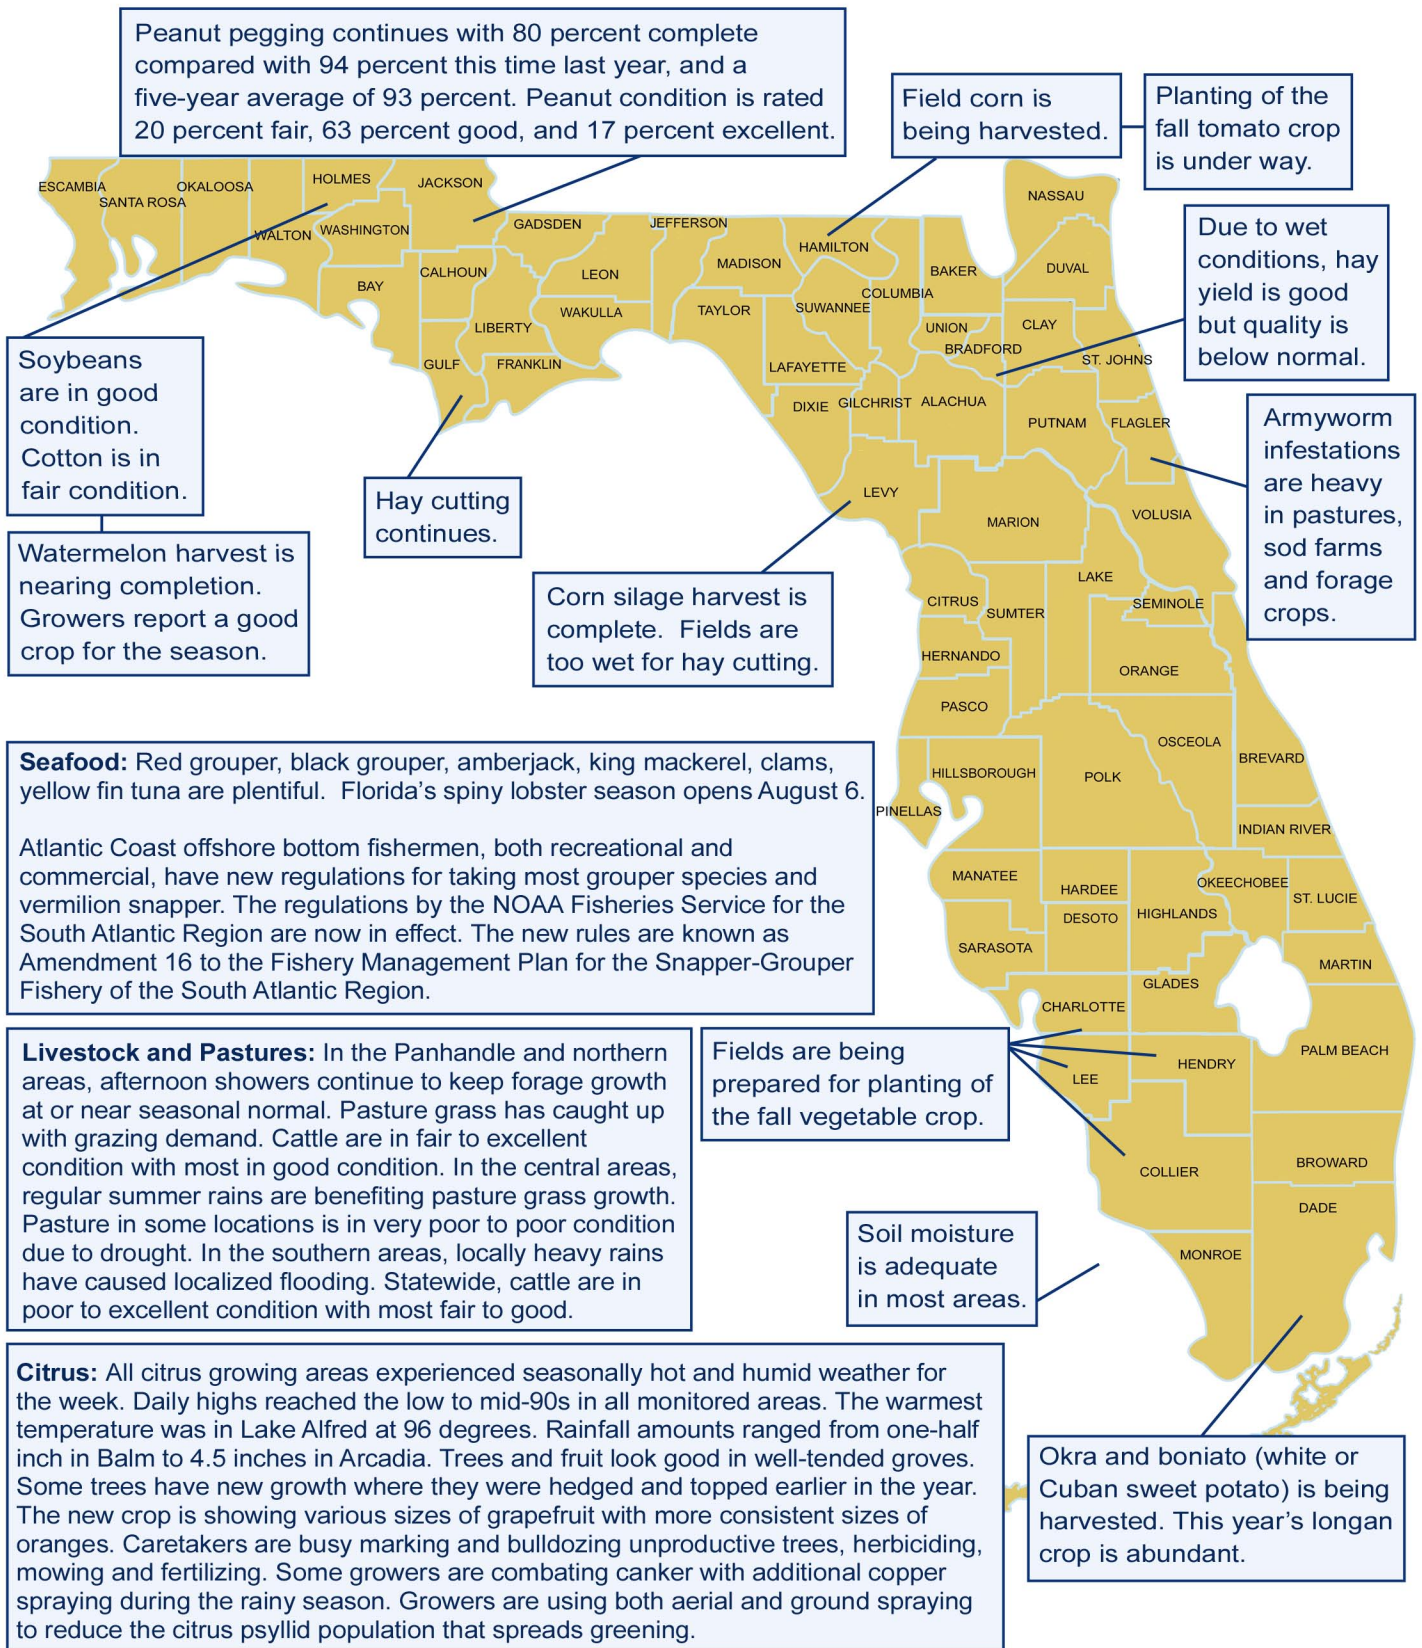 Peanut pegging continues with 80 percent complete
compared with 94 percent this time last year, and a
five-year average of 93 percent. Peanut condition is rated
20 percent fair, 63 percent good, and 17 percent excellent.
Field corn is
being harvested.
Planting of the
fall tomato crop
is under way.
ESCAMBIA
SANTA ROSA
OKALOOSA
WALTON
HOLMES
WASHINGTON
JACKSON
BAY
CALHOUN
GULF
LIBERTY
GADSDEN
FRANKLIN
LEON
WAKULLA
JEFFERSON
MADISON
TAYLOR
HAMILTON
SUWANNEE
LAFAYETTE
DIXIE
COLUMBIA
GILCHRIST
BAKER
UNION
BRADFORD
ALACHUA
NASSAU
DUVAL
CLAY
ST. JOHNS
PUTNAM
FLAGLER
LEVY
MARION
VOLUSIA
Due to wet
conditions, hay
yield is good
but quality is
below normal.
Soybeans
are in good
condition.
Cotton is in
fair condition.
Armyworm
infestations
are heavy
in pastures,
sod farms
and forage
crops.
Hay cutting
continues.
Watermelon harvest is
nearing completion.
Growers report a good
crop for the season.
Corn silage harvest is
complete.  Fields are
too wet for hay cutting.
CITRUS
SUMTER
LAKE
SEMINOLE
HERNANDO
ORANGE
PASCO
OSCEOLA
BREVARD
HILLSBOROUGH
POLK
PINELLAS
INDIAN RIVER
MANATEE
HARDEE
OKEECHOBEE
ST. LUCIE
DESOTO
HIGHLANDS
SARASOTA
MARTIN
GLADES
CHARLOTTE
PALM BEACH
HENDRY
LEE
COLLIER
BROWARD
DADE
MONROE
Seafood: Red grouper, black grouper, amberjack, king mackerel, clams,
yellow fin tuna are plentiful.  Florida’s spiny lobster season opens August 6.
Atlantic Coast offshore bottom fishermen, both recreational and
commercial, have new regulations for taking most grouper species and
vermilion snapper. The regulations by the NOAA Fisheries Service for the
South Atlantic Region are now in effect. The new rules are known as
Amendment 16 to the Fishery Management Plan for the Snapper-Grouper
Fishery of the South Atlantic Region.
Livestock and Pastures: In the Panhandle and northern
areas, afternoon showers continue to keep forage growth
at or near seasonal normal. Pasture grass has caught up
with grazing demand. Cattle are in fair to excellent
condition with most in good condition. In the central areas,
regular summer rains are benefiting pasture grass growth.
Pasture in some locations is in very poor to poor condition
due to drought. In the southern areas, locally heavy rains
have caused localized flooding. Statewide, cattle are in
poor to excellent condition with most fair to good.
Fields are being
prepared for planting of
the fall vegetable crop.
Soil moisture
is adequate
in most areas.
Citrus: All citrus growing areas experienced seasonally hot and humid weather for
the week. Daily highs reached the low to mid-90s in all monitored areas. The warmest
temperature was in Lake Alfred at 96 degrees. Rainfall amounts ranged from one-half
inch in Balm to 4.5 inches in Arcadia. Trees and fruit look good in well-tended groves.
Some trees have new growth where they were hedged and topped earlier in the year.
The new crop is showing various sizes of grapefruit with more consistent sizes of
oranges. Caretakers are busy marking and bulldozing unproductive trees, herbiciding,
mowing and fertilizing. Some growers are combating canker with additional copper
spraying during the rainy season. Growers are using both aerial and ground spraying
to reduce the citrus psyllid population that spreads greening.
Okra and boniato (white or
Cuban sweet potato) is being
harvested. This year’s longan
crop is abundant.